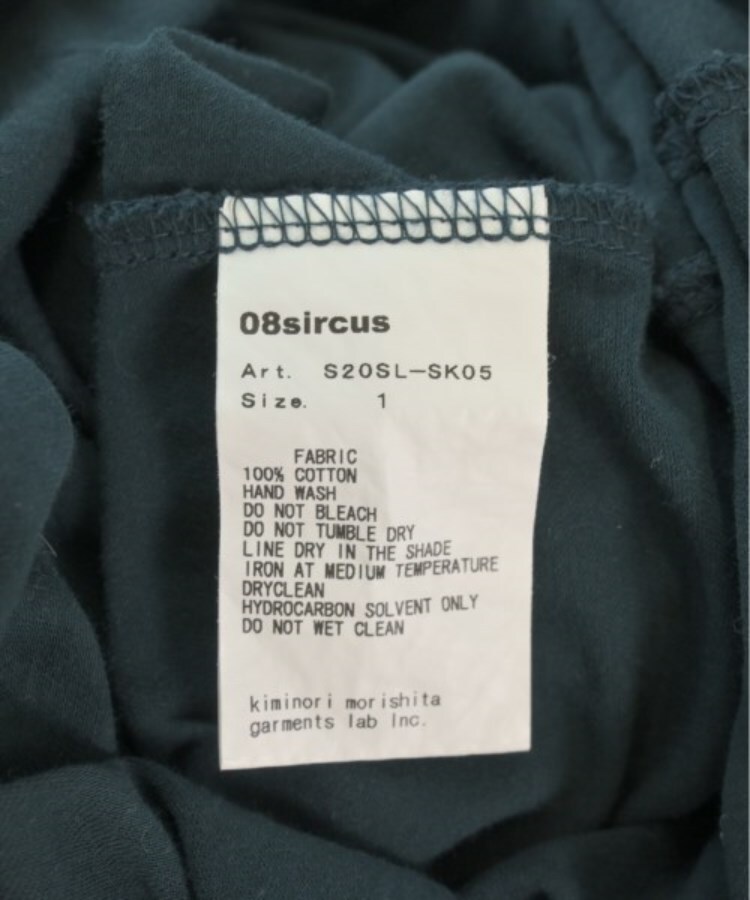 08sircus
Art. S20SL-SK05
Size. 1
FABRIC
100% COTTON
HAND WASH
DO NOT BLEACH
DO NOT TUMBLE DRY
LINE DRY IN THE SHADE
IRON AT MEDIUM TEMPERATURE
DRYCLEAN
HYDROCARBON SOLVENT ONLY
DO NOT WET CLEAN
kiminori morishita
garments lab Inc.